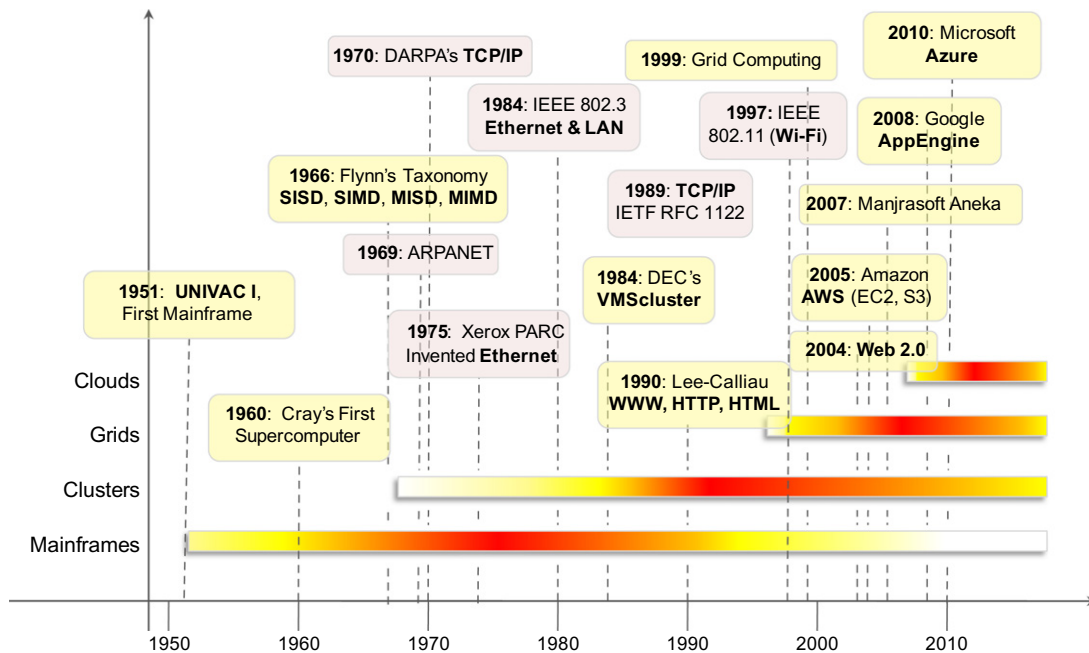 2010: Microsoft
Azure
1970: DARPA's TCP/IP
1999: Grid Computing
1984: IEEE 802.3
Ethernet & LAN
1997: IEEE
802.11 (Wi-Fi)
2008: Google
AppEngine
1966: Flynn's Taxonomy
SISD, SIMD, MISD, MIMD
1989: TCP/IP
IETF RFC 1122
2007: Manjrasoft Aneka
1969: ARPANET
1951: UNIVAC I,
First Mainframe
1984: DEC's
VMScluster
2005: Amazon
AWS (EC2, S3)
1975: Xerox PARC
Invented Ethernet
2004: Web 2.0
Clouds
1990: Lee-Calliau
WWW, HTTP, HTML
1960: Cray's First
Supercomputer
Grids
Clusters
Mainframes
1950 1960 1970 1980 1990 2000 2010